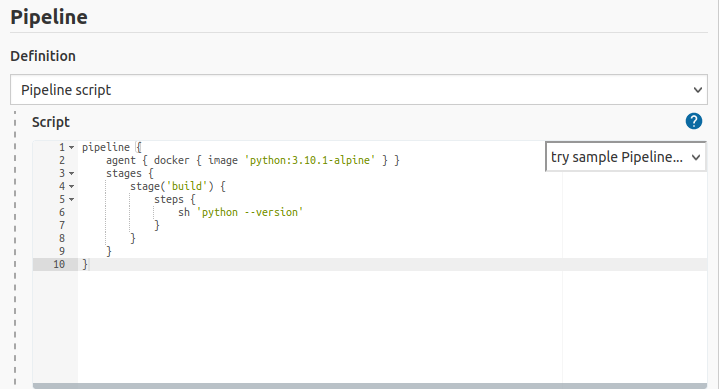 Pipeline
Definition
Pipeline script
Script
?
try sample Pipeline...
1 pipeline {
2     agent { docker { image 'python:3.10.1-alpine' } }
3     stages {
4         stage('build') {
5             steps {
6                 sh 'python --version'
7             }
8         }
9     }
10 }